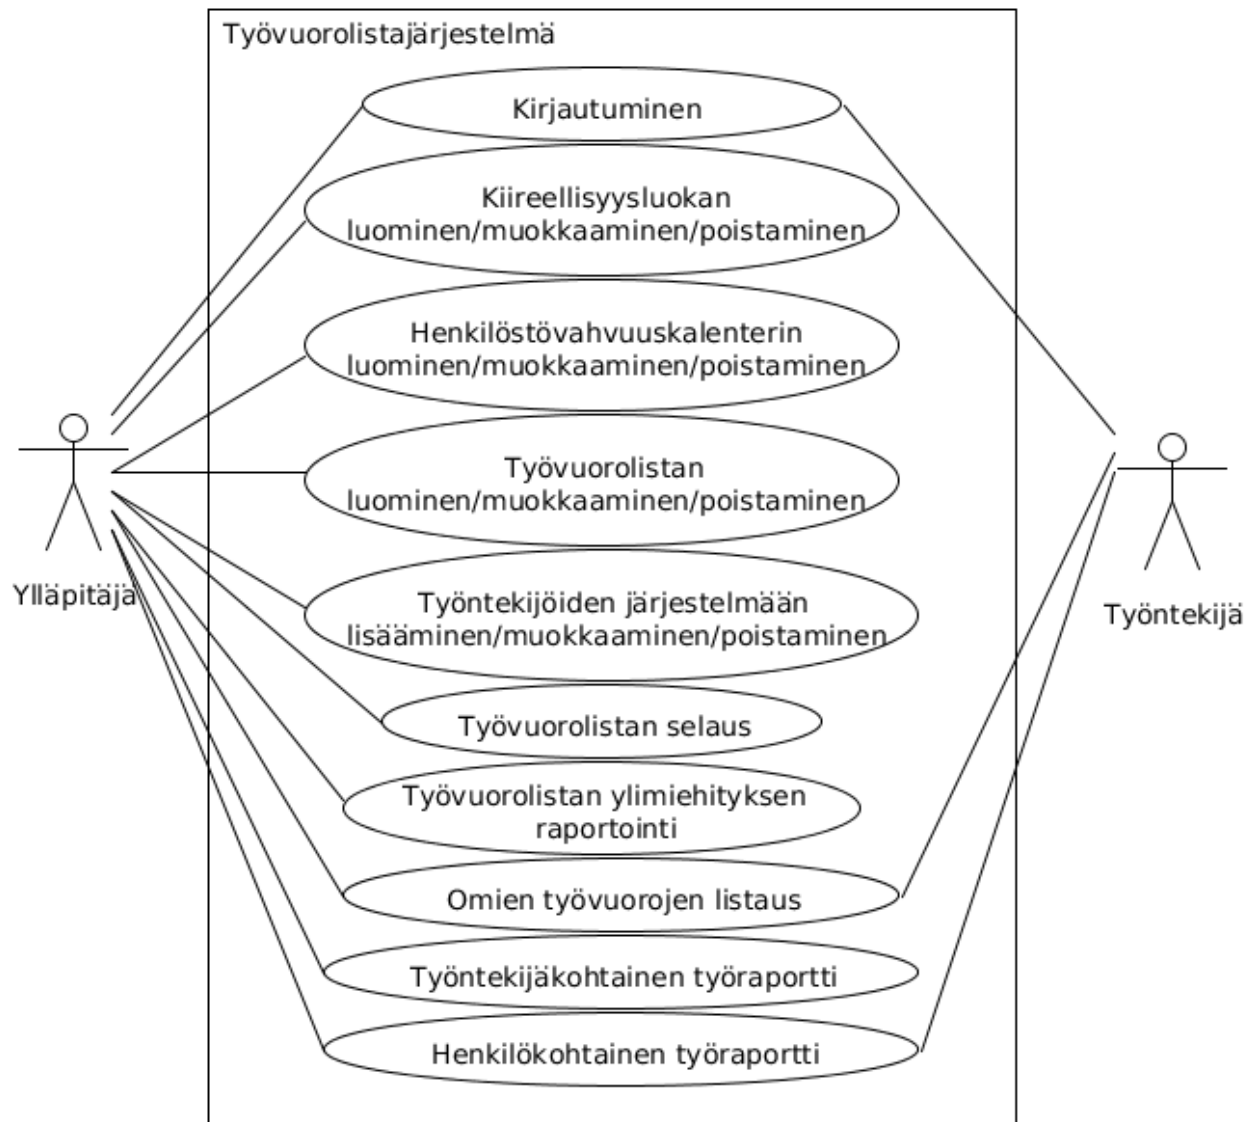 Työvuorolistajärjestelmä
Kirjautuminen
Kiireellisyysluokan
luominen/muokkaaminen/poistaminen
Henkilöstövahvuuskalenterin
luominen/muokkaaminen/poistaminen
Työvuorolistan
luominen/muokkaaminen/poistaminen
Ylläpitäjä
Työntekijöiden järjestelmään
lisääminen/muokkaaminen/poistaminen
Työntekijä
Työvuorolistan selaus
Työvuorolistan ylimiehityksen
raportointi
Omien työvuorojen listaus
Työntekijäkohtainen työraportti
Henkilökohtainen työraportti